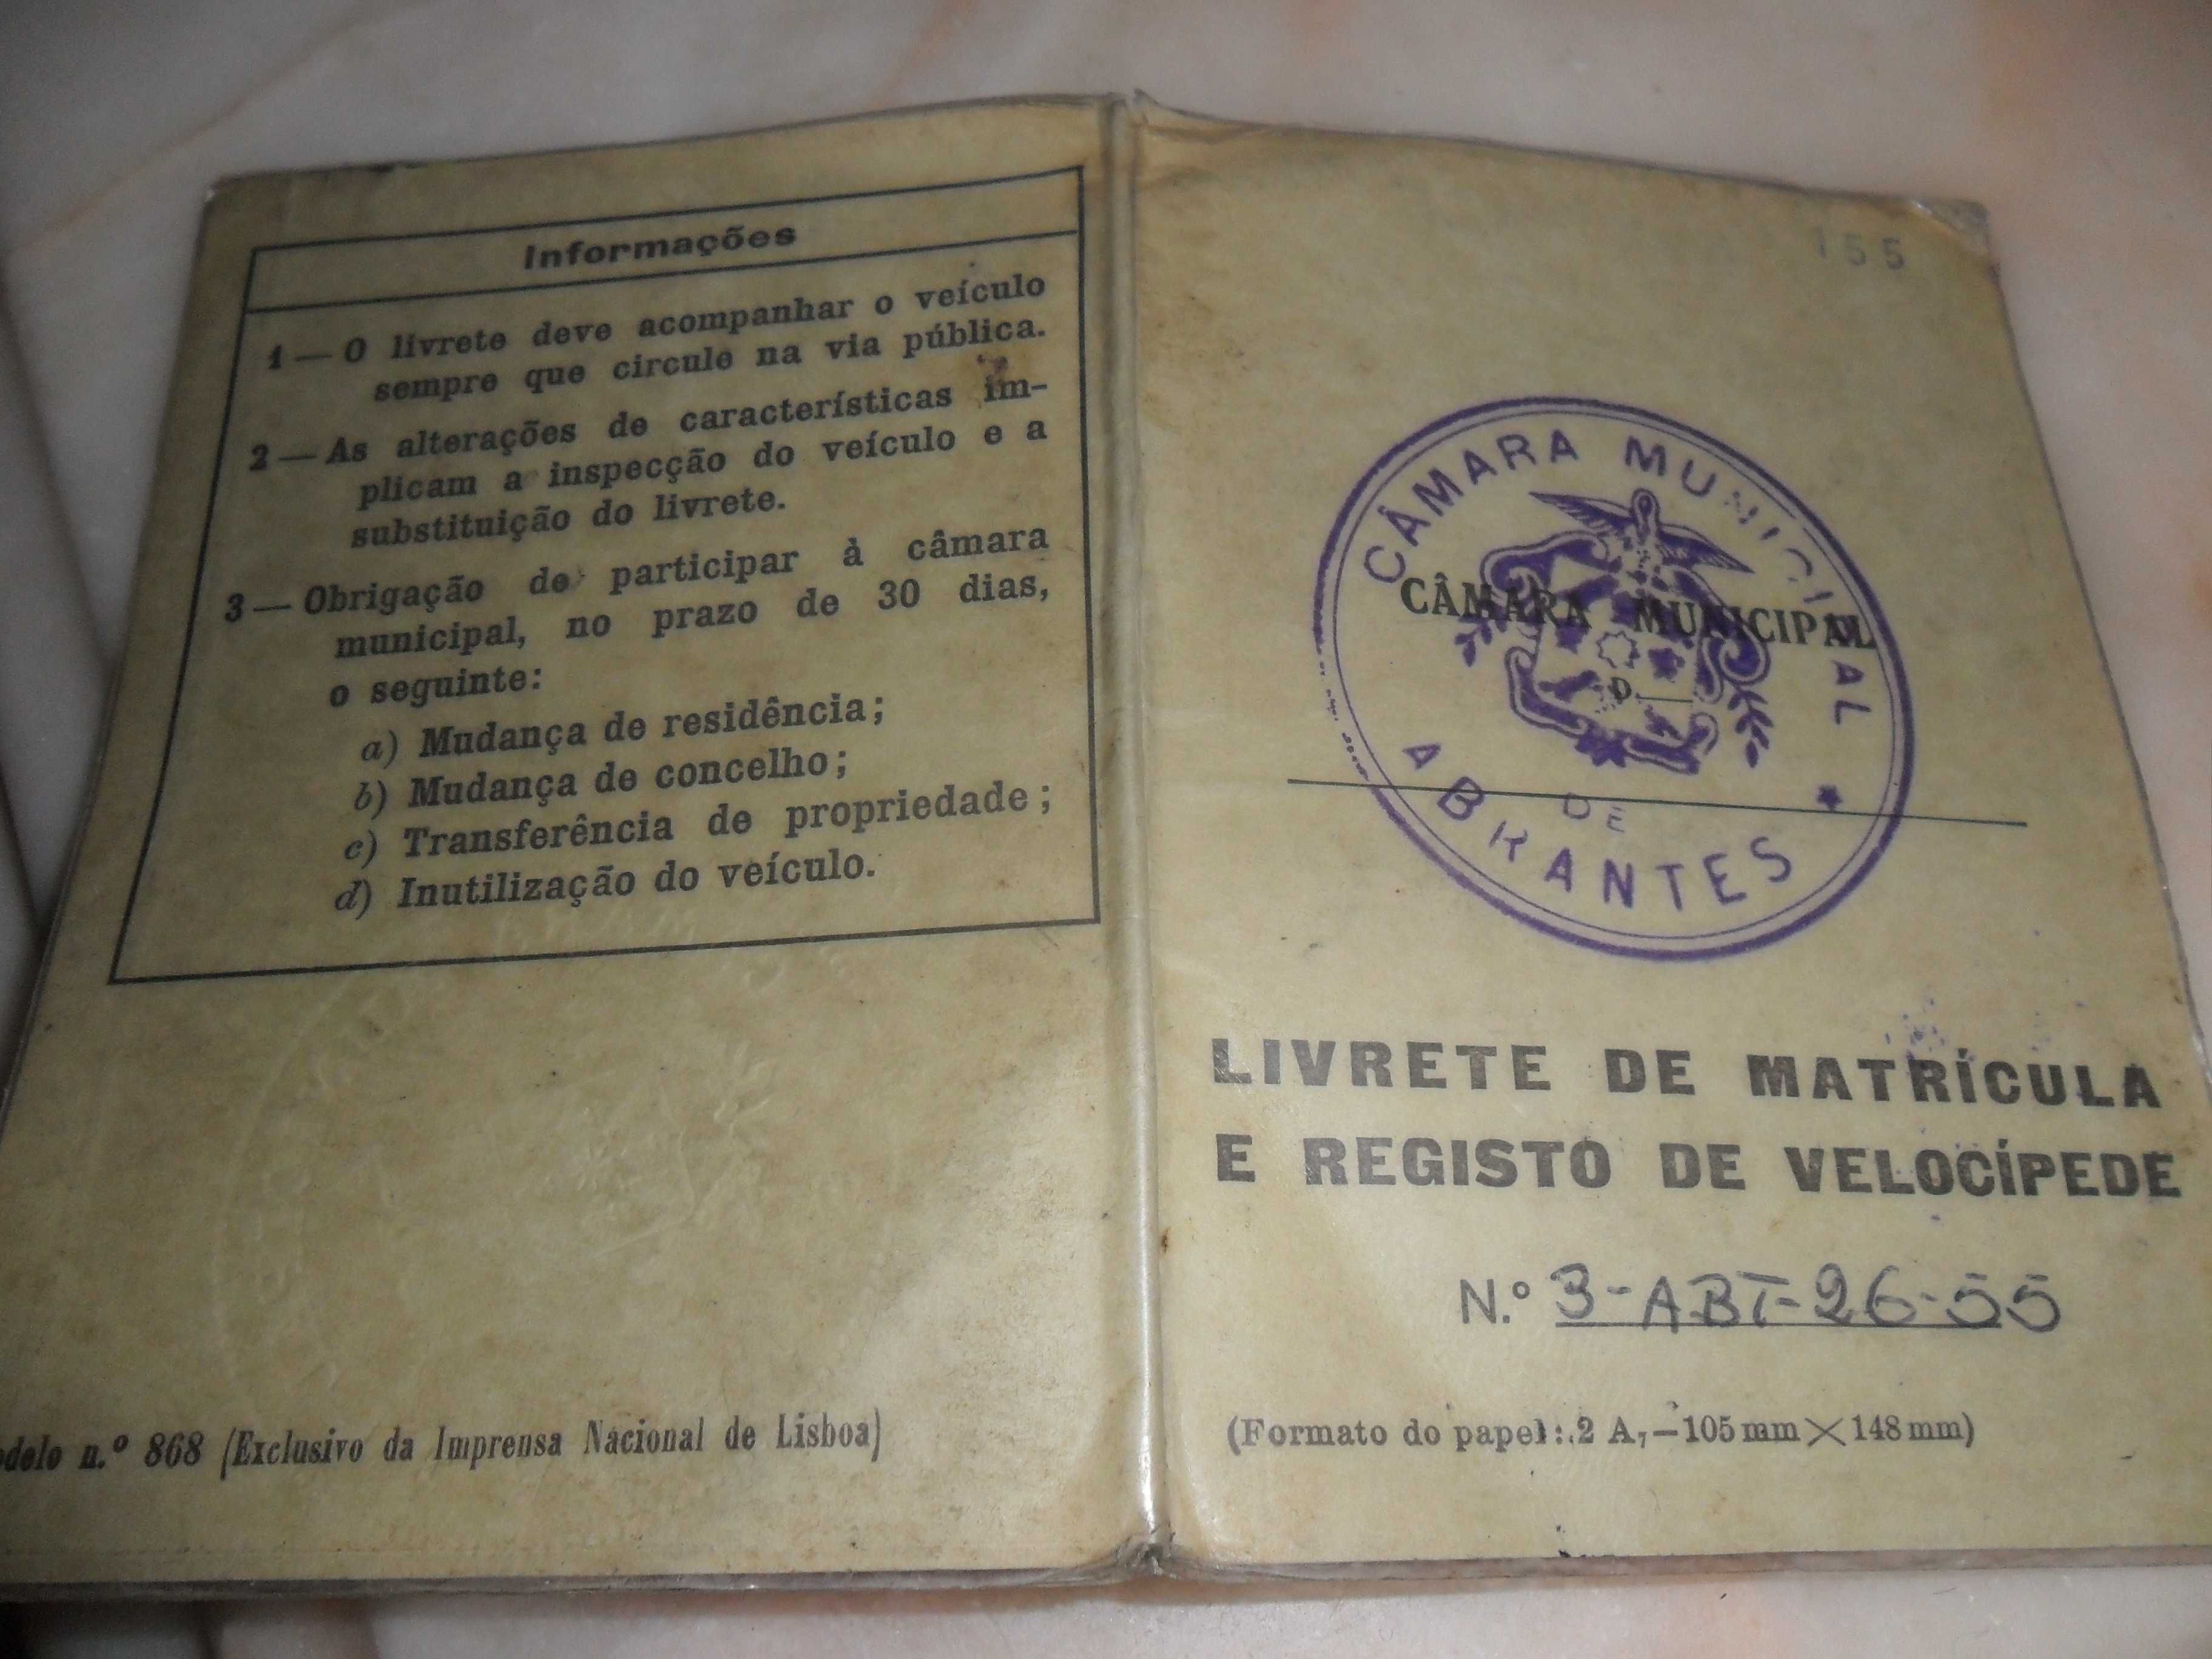 Informações
1 — O livrete deve acompanhar o veículo
sempre que circule na via pública.
2 — As alterações de características im-
plicam a inspecção do veículo e a
substituição do livrete.
3 — Obrigação de participar à câmara
municipal, no prazo de 30 dias,
o seguinte:
a) Mudança de residência;
b) Mudança de concelho;
c) Transferência de propriedade;
d) Inutilização do veículo.
delo n.º 868 (Exclusivo da Imprensa Nacional de Lisboa)
155
CÂMARA MUNICIPAL
DE
ABRANTES
CÂMARA MUNICIPAL
D
LIVRETE DE MATRÍCULA
E REGISTO DE VELOCÍPEDE
N.º 3-ABT-26-55
(Formato do papel: 2 A7 — 105 mm × 148 mm)